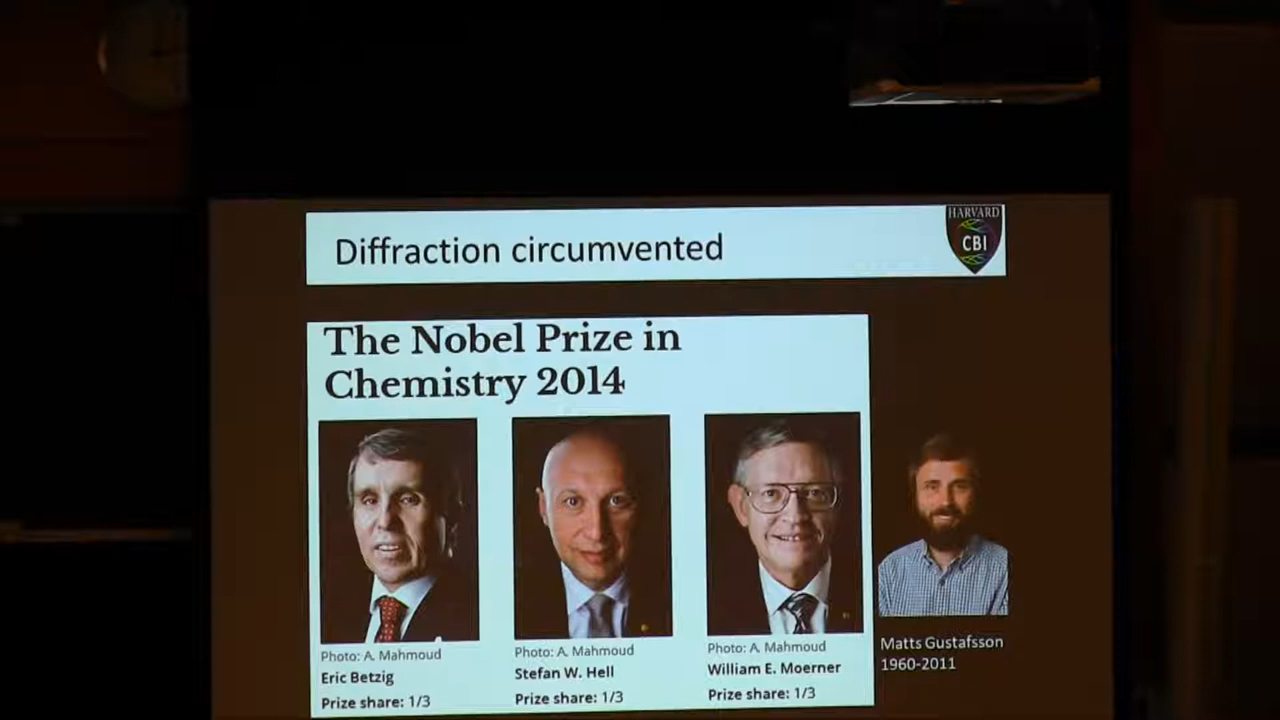 Diffraction circumvented
HARVARD
CBI
The Nobel Prize in
Chemistry 2014
Photo: A. Mahmoud
Eric Betzig
Prize share: 1/3
Photo: A. Mahmoud
Stefan W. Hell
Prize share: 1/3
Photo: A. Mahmoud
William E. Moerner
Prize share: 1/3
Matts Gustafsson
1960-2011